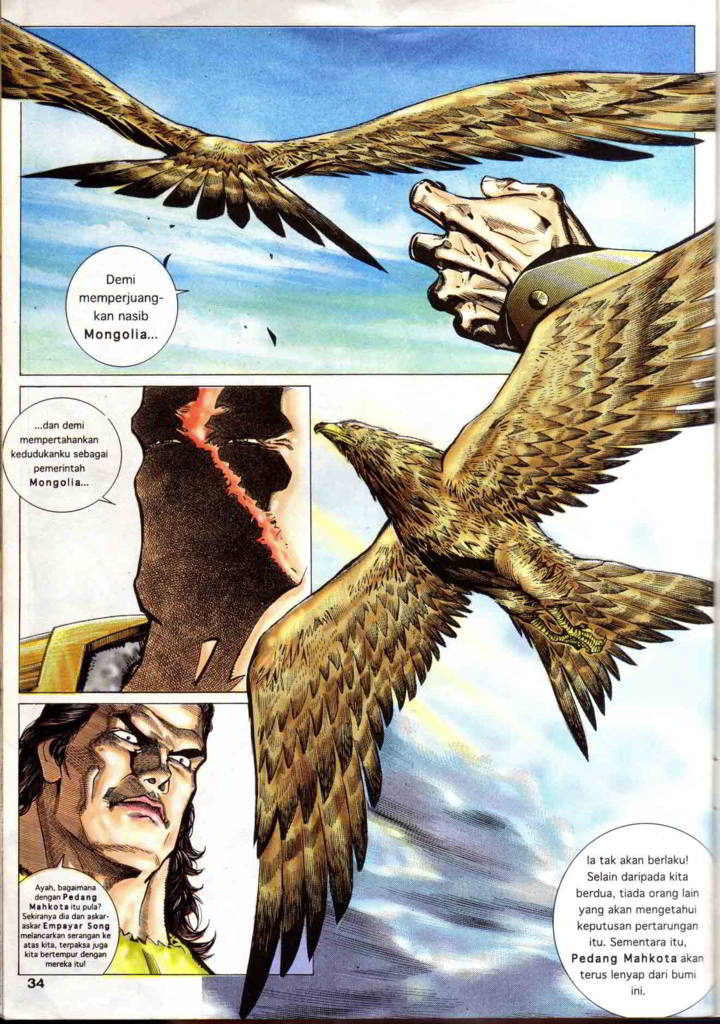 Demi
memperjuang-
kan nasib
Mongolia...
...dan demi
mempertahankan
kedudukanku sebagai
pemerintah
Mongolia...
Ayah, bagaimana
dengan Pedang
Mahkota itu pula?
Sekiranya dia dan askar-
askar Empayar Song
melancarkan serangan ke
atas kita, terpaksa juga
kita bertempur dengan
mereka itu!
Ia tak akan berlaku!
Selain daripada kita
berdua, tiada orang lain
yang akan mengetahui
keputusan pertarungan
itu. Sementara itu,
Pedang Mahkota akan
terus lenyap dari bumi
ini.
34